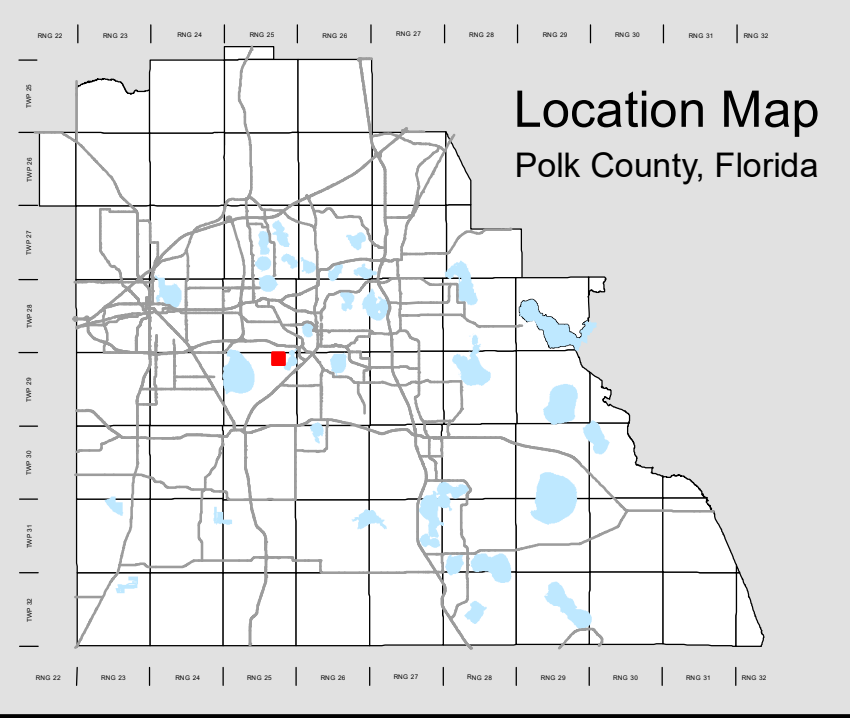 RNG 22 RNG 23 RNG 24 RNG 25 RNG 26 RNG 27 RNG 28 RNG 29 RNG 30 RNG 31 RNG 32
Location Map
Polk County, Florida
TWP 25
TWP 26
TWP 27
TWP 28
TWP 29
TWP 30
TWP 31
TWP 32
RNG 22 RNG 23 RNG 24 RNG 25 RNG 26 RNG 27 RNG 28 RNG 29 RNG 30 RNG 31 RNG 32